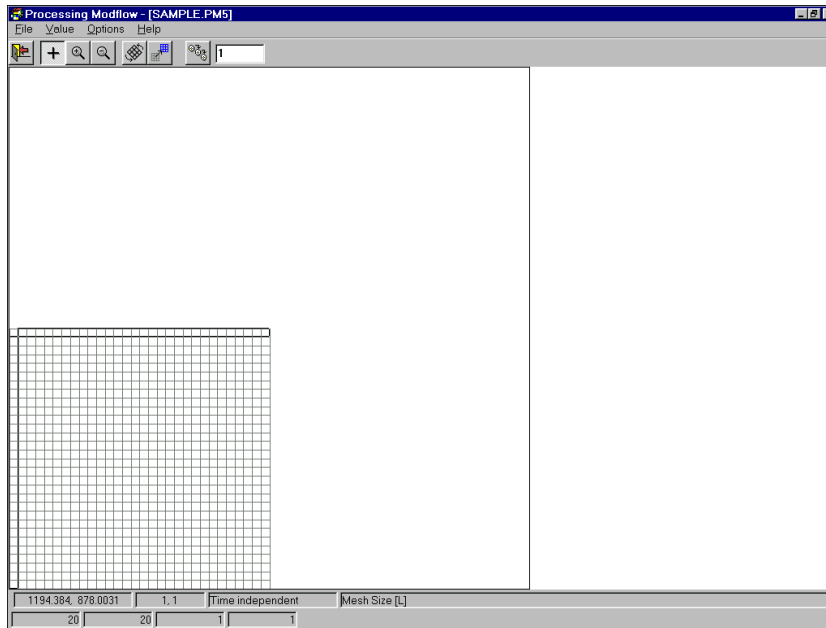 Processing Modflow - [SAMPLE.PM5]
File Value Options Help
1
1194.384, 878.0031 1, 1 Time independent Mesh Size [L]
20 20 1 1